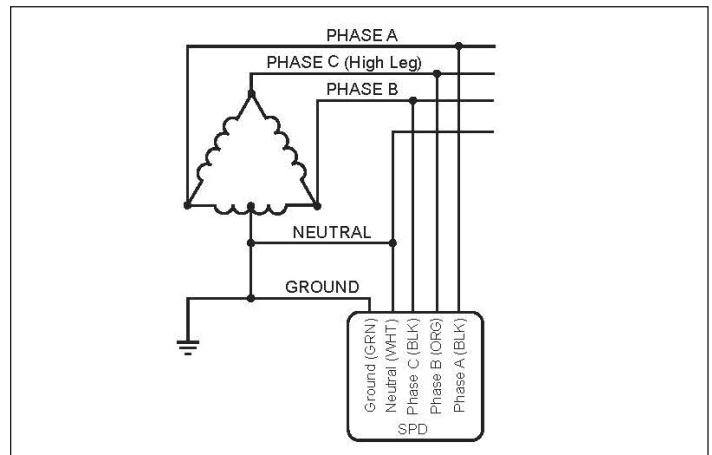 PHASE A
PHASE C (High Leg)
PHASE B
NEUTRAL
GROUND
Ground (GRN)
Neutral (WHT)
Phase C (BLK)
Phase B (ORG)
Phase A (BLK)
SPD